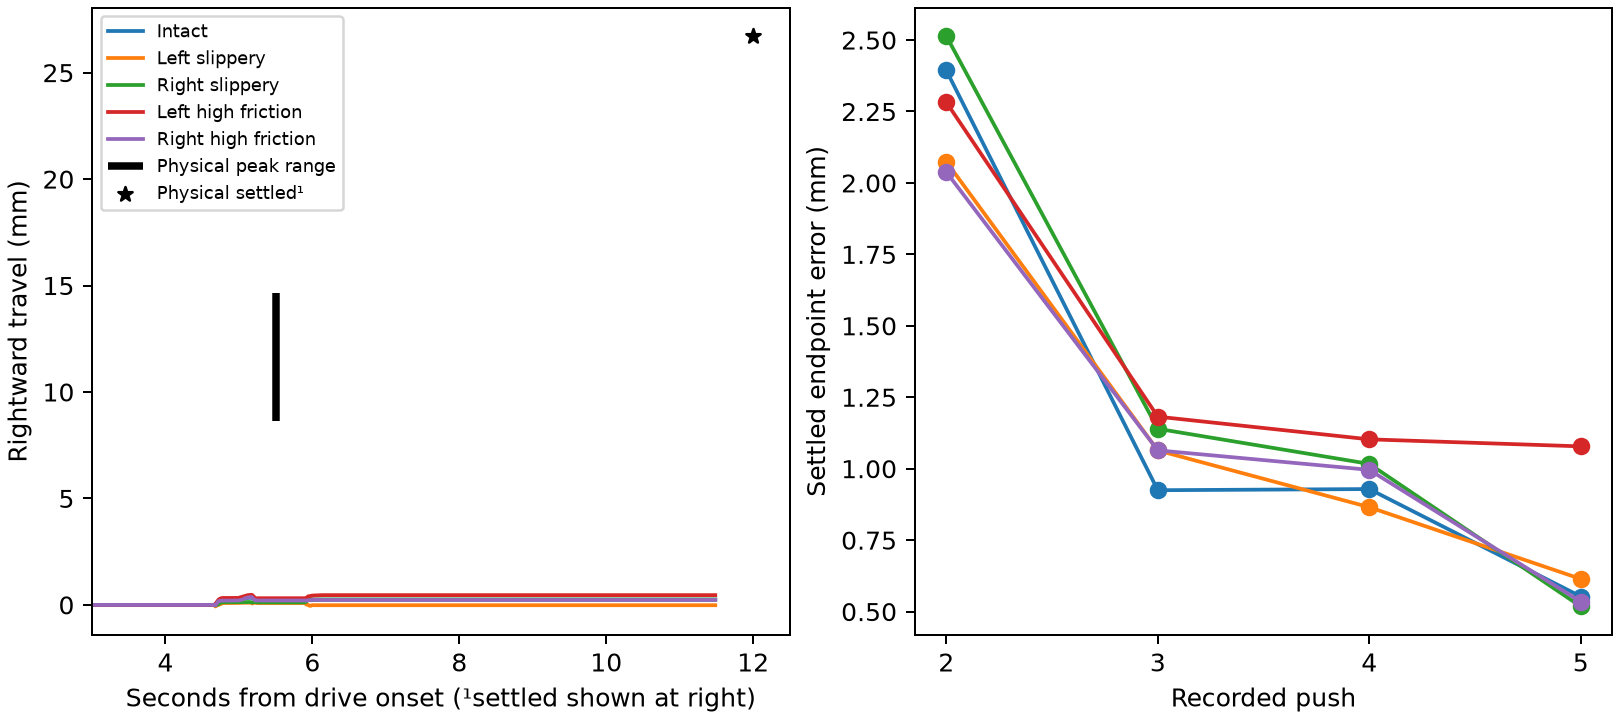 Intact
Left slippery
Right slippery
Left high friction
Right high friction
Physical peak range
Physical settled¹
Rightward travel (mm)
25
20
15
10
5
0
4
6
8
10
12
Seconds from drive onset (¹settled shown at right)
Settled endpoint error (mm)
2.50
2.25
2.00
1.75
1.50
1.25
1.00
0.75
0.50
2
3
4
5
Recorded push